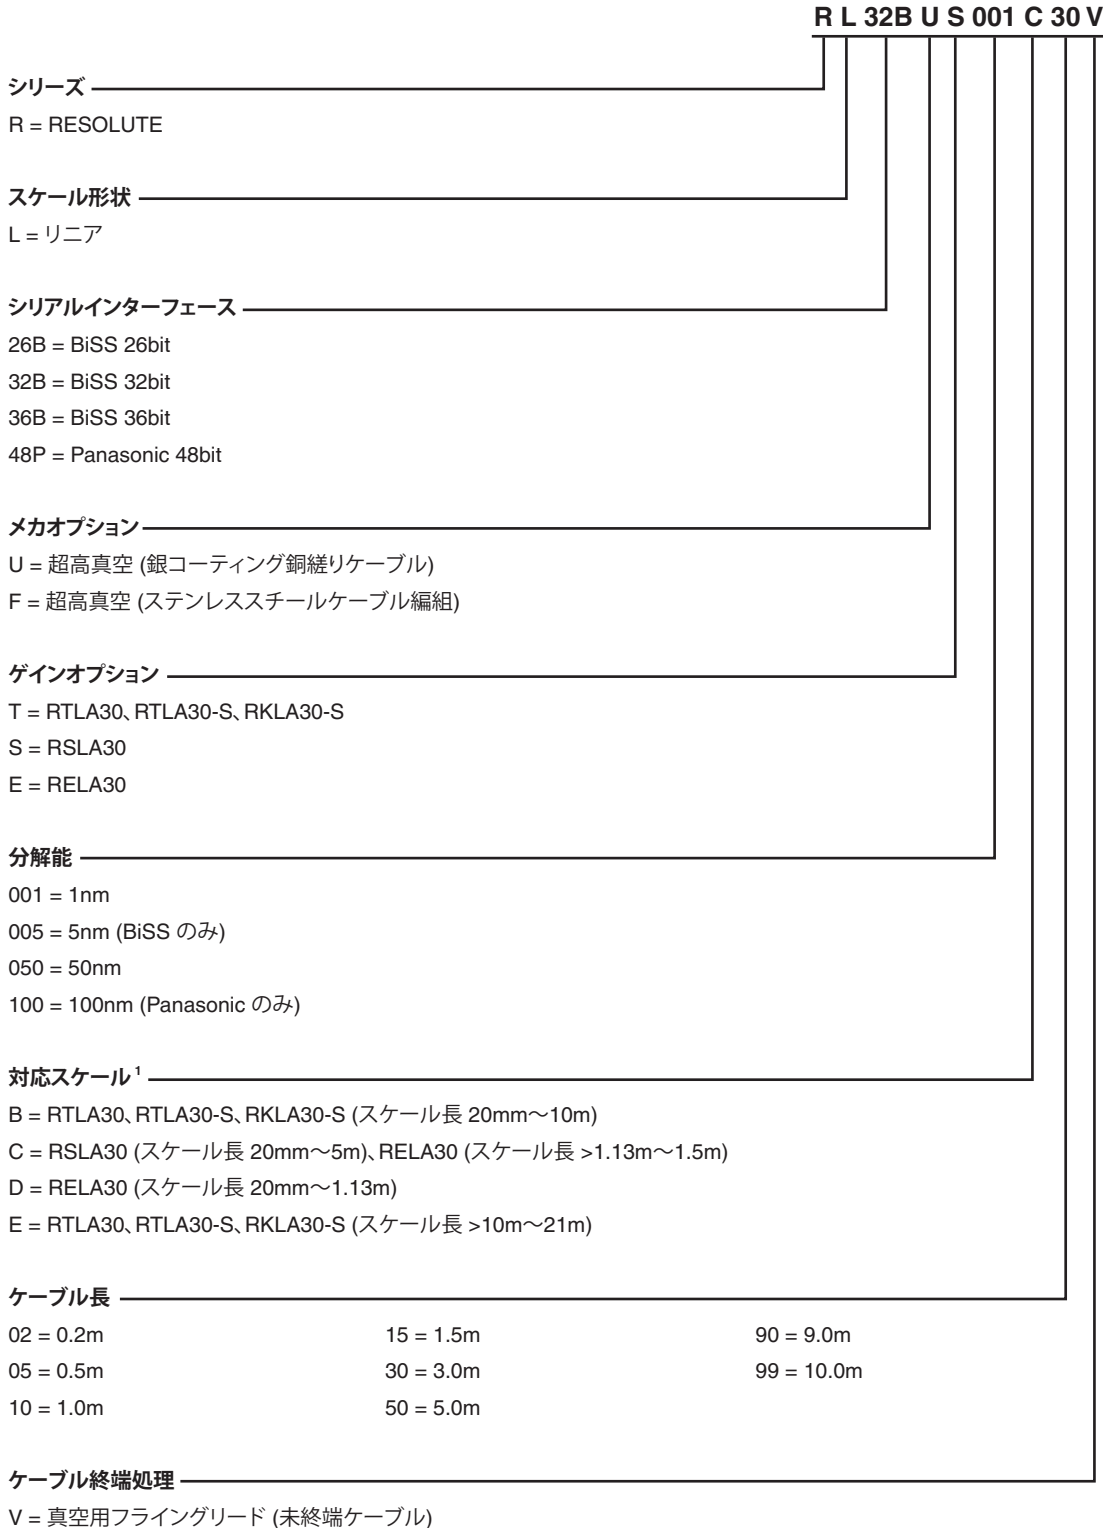 R L 32B U S 001 C 30 V
シリーズ
R = RESOLUTE
スケール形状
L = リニア
シリアルインターフェース
26B = BiSS 26bit
32B = BiSS 32bit
36B = BiSS 36bit
48P = Panasonic 48bit
メカオプション
U = 超高真空 (銀コーティング銅縒りケーブル)
F = 超高真空 (ステンレススチールケーブル編組)
ゲインオプション
T = RTLA30、RTLA30-S、RKLA30-S
S = RSLA30
E = RELA30
分解能
001 = 1nm
005 = 5nm (BiSS のみ)
050 = 50nm
100 = 100nm (Panasonic のみ)
対応スケール 1
B = RTLA30、RTLA30-S、RKLA30-S (スケール長 20mm〜10m)
C = RSLA30 (スケール長 20mm〜5m)、RELA30 (スケール長 >1.13m〜1.5m)
D = RELA30 (スケール長 20mm〜1.13m)
E = RTLA30、RTLA30-S、RKLA30-S (スケール長 >10m〜21m)
ケーブル長
02 = 0.2m 15 = 1.5m 90 = 9.0m
05 = 0.5m 30 = 3.0m 99 = 10.0m
10 = 1.0m 50 = 5.0m
ケーブル終端処理
V = 真空用フライングリード (未終端ケーブル)